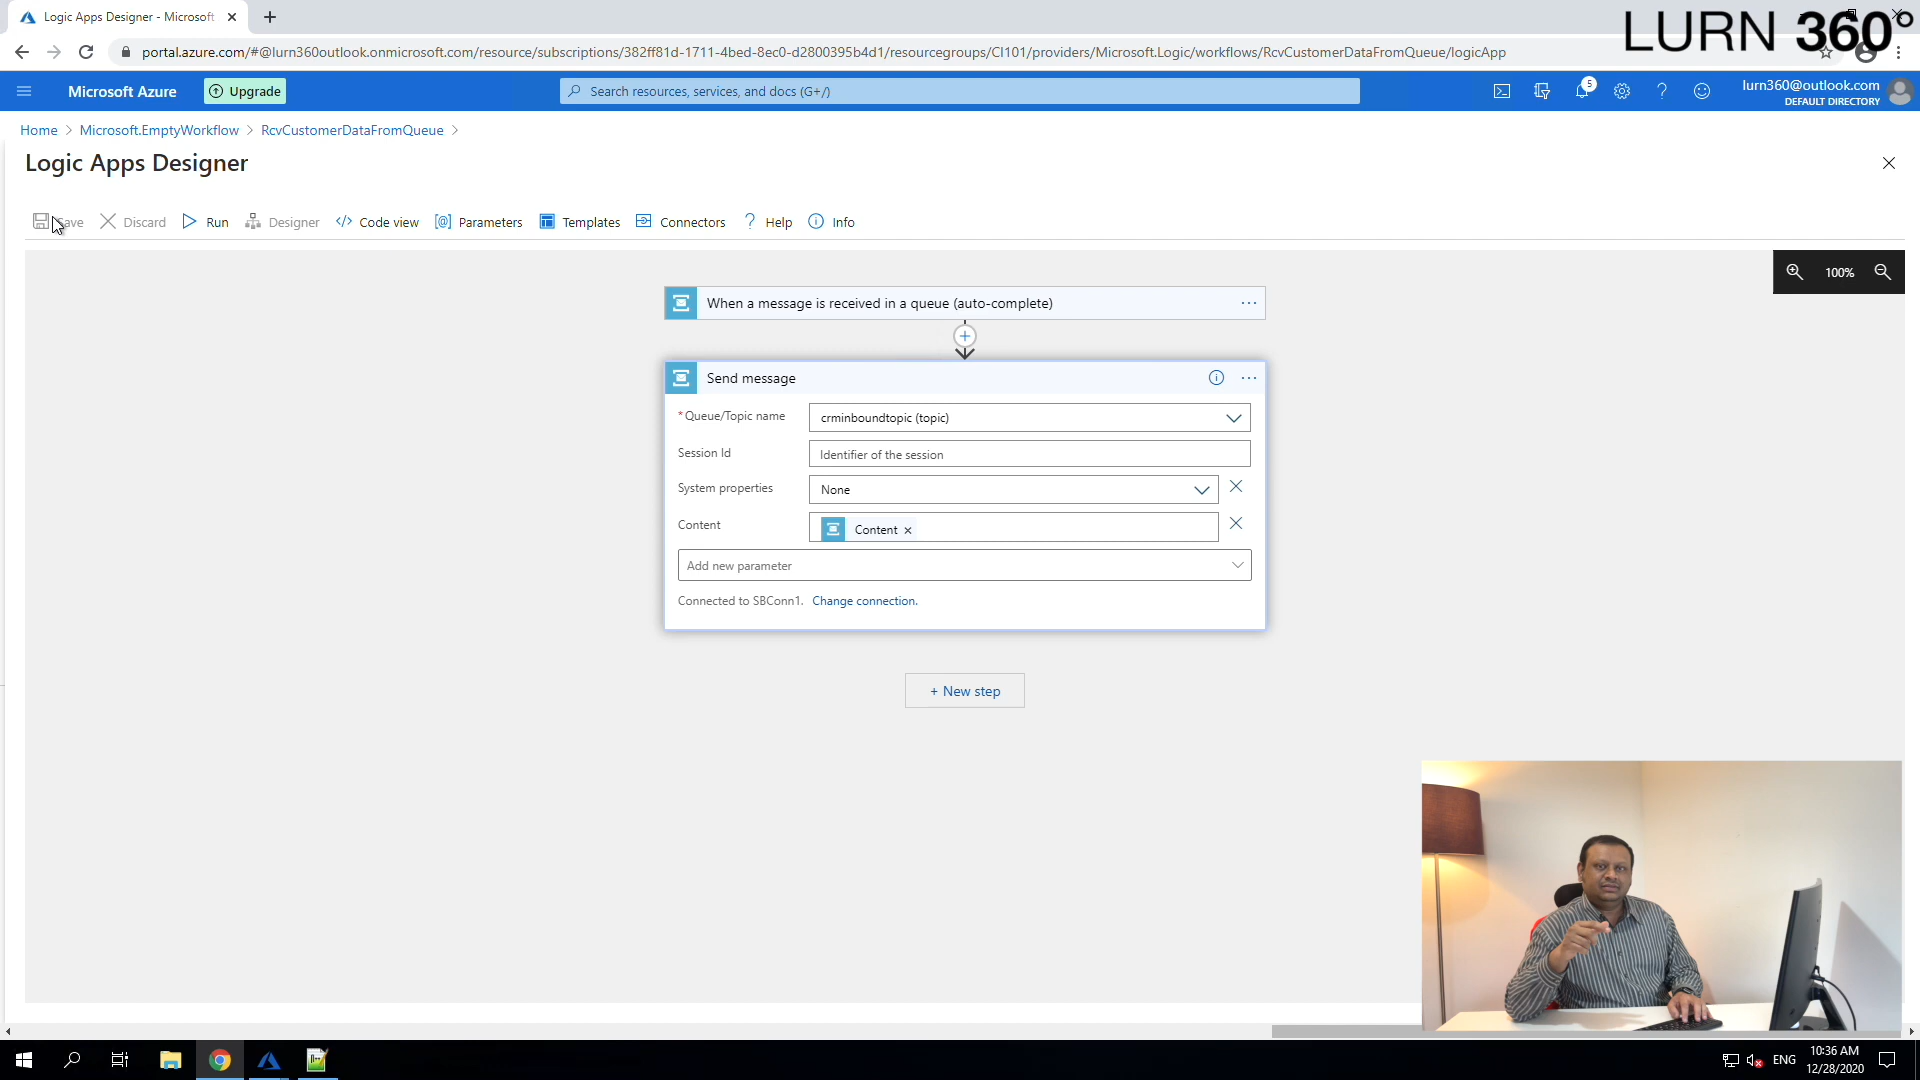 Logic Apps Designer - Microsoft
LURN 360°
portal.azure.com/#@lurn360outlook.onmicrosoft.com/resource/subscriptions/382ff81d-1711-4bed-8ec0-d2800395b4d1/resourcegroups/CI101/providers/Microsoft.Logic/workflows/RcvCustomerDataFromQueue/logicApp
Microsoft Azure
Upgrade
Search resources, services, and docs (G+/)
5
lurn360@outlook.com
DEFAULT DIRECTORY
Home > Microsoft.EmptyWorkflow > RcvCustomerDataFromQueue >
Logic Apps Designer
Save Discard Run Designer Code view Parameters Templates Connectors Help Info
100%
When a message is received in a queue (auto-complete)
Send message
*Queue/Topic name crminboundtopic (topic)
Session Id Identifier of the session
System properties None
Content Content
Add new parameter
Connected to SBConn1. Change connection.
+ New step
ENG
10:36 AM
12/28/2020